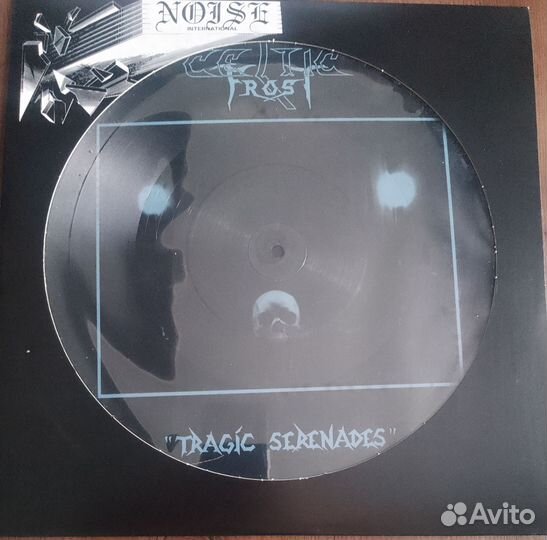 NOISE
INTERNATIONAL
CELTIC
FROST
"TRAGIC SERENADES"
Avito